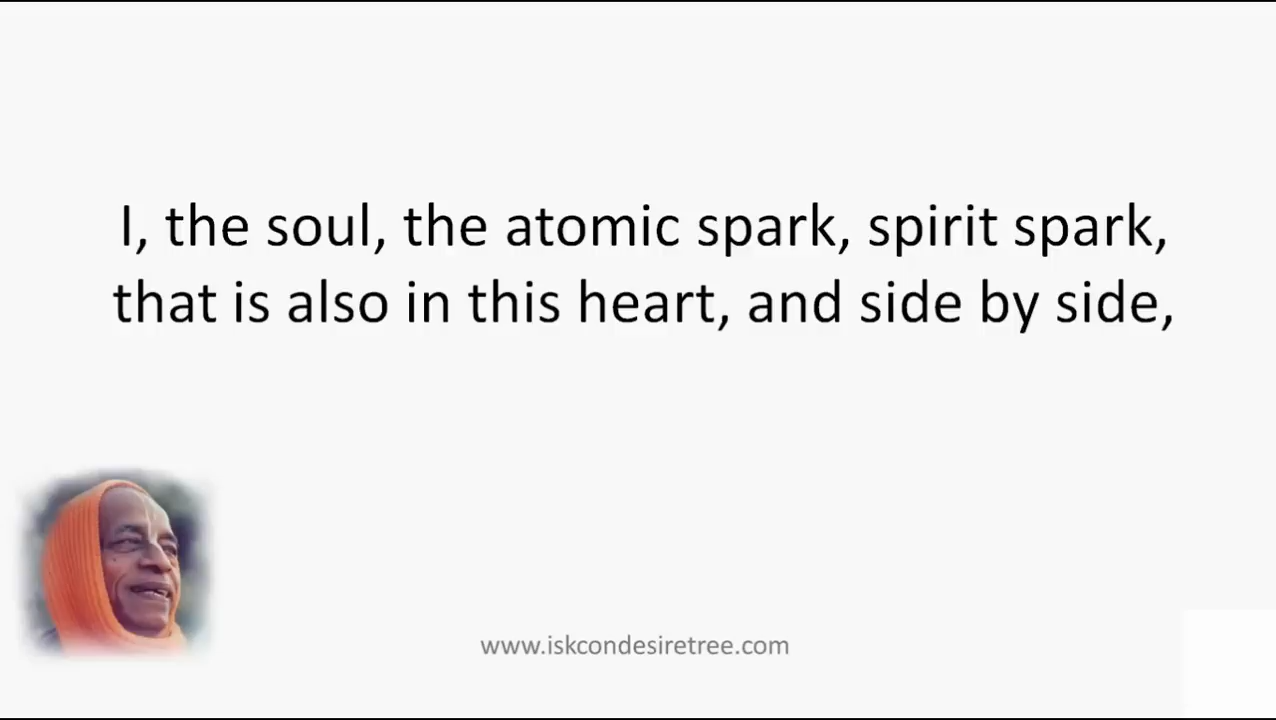 I, the soul, the atomic spark, spirit spark,
that is also in this heart, and side by side,
www.iskcondesiretree.com